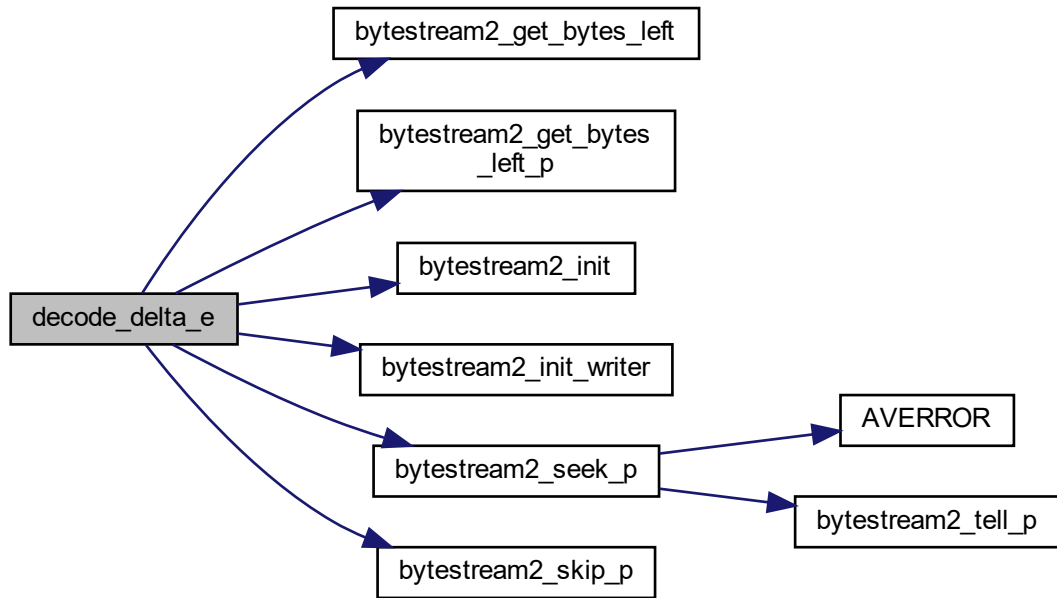 bytestream2_get_bytes_left
bytestream2_get_bytes
_left_p
bytestream2_init
decode_delta_e
bytestream2_init_writer
AVERROR
bytestream2_seek_p
bytestream2_tell_p
bytestream2_skip_p